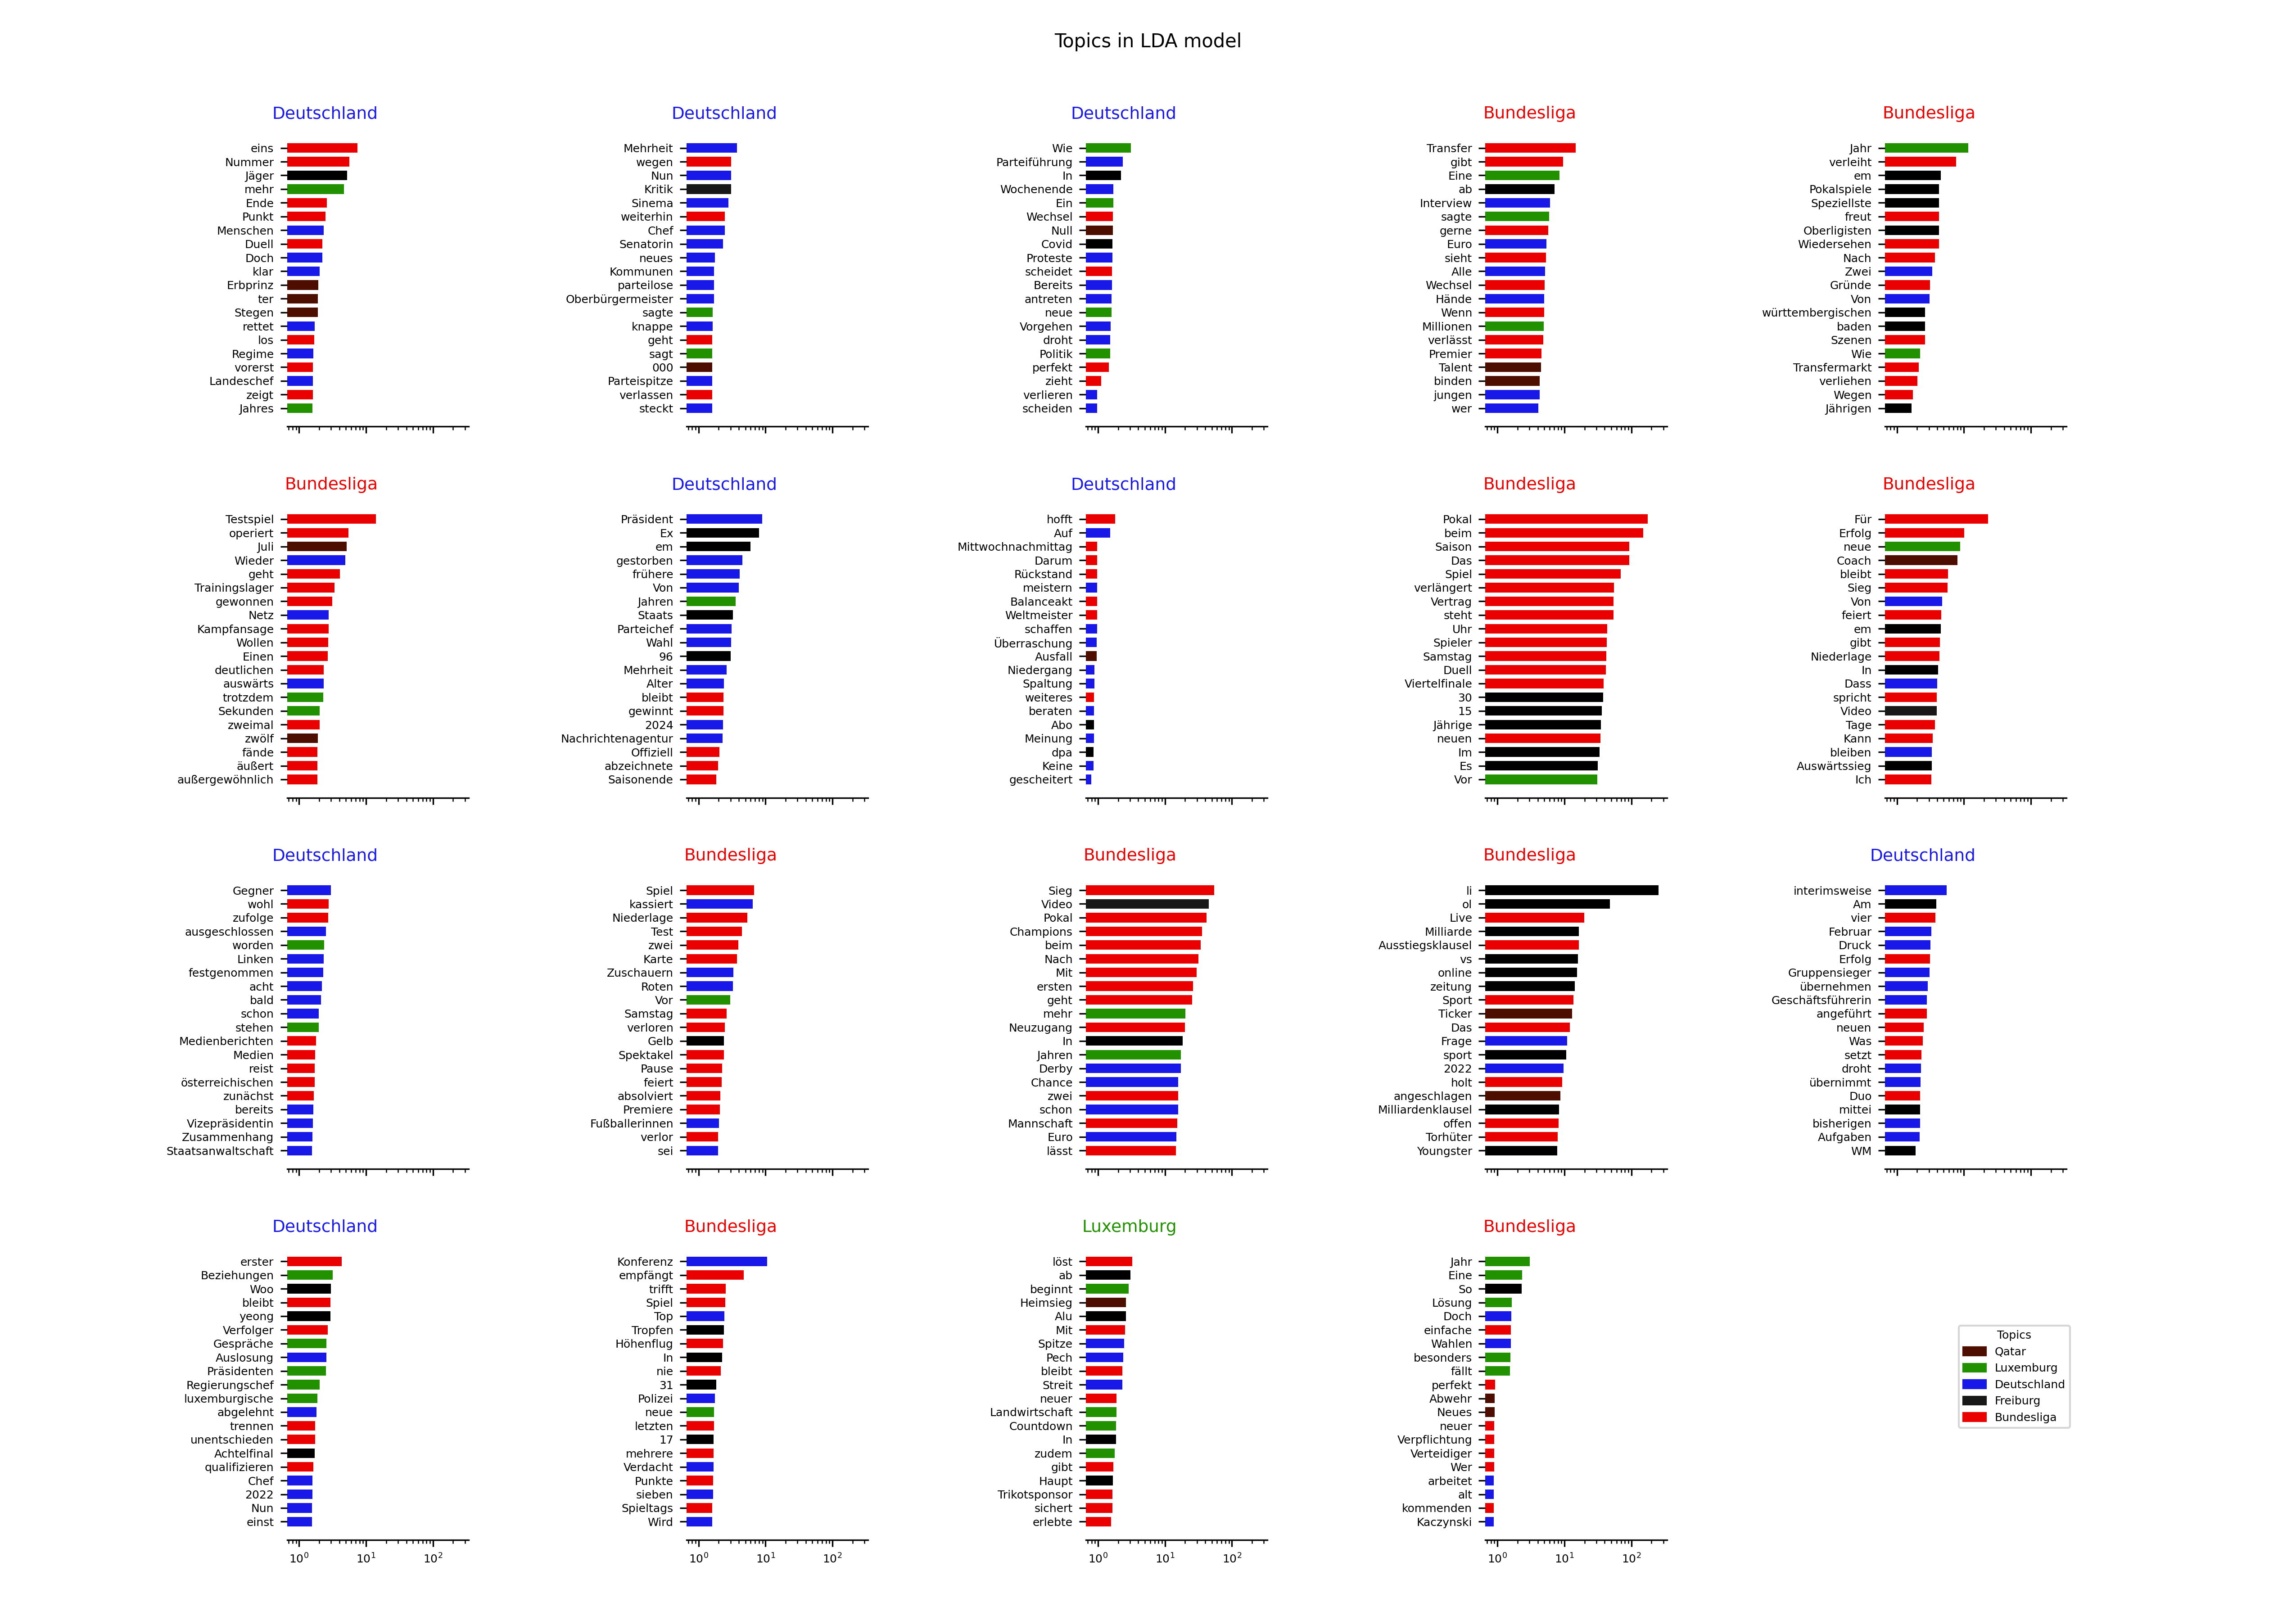 Topics in LDA model
Deutschland
eins
Nummer
Jäger
mehr
Ende
Punkt
Menschen
Duell
Doch
klar
Erbprinz
ter
Stegen
rettet
los
Regime
vorerst
Landeschef
zeigt
Jahres
Deutschland
Mehrheit
wegen
Nun
Kritik
Sinema
weiterhin
Chef
Senatorin
neues
Kommunen
parteilose
Oberbürgermeister
sagte
knappe
geht
sagt
000
Parteispitze
verlassen
steckt
Deutschland
Wie
Parteiführung
In
Wochenende
Ein
Wechsel
Null
Covid
Proteste
scheidet
Bereits
antreten
neue
Vorgehen
droht
Politik
perfekt
zieht
verlieren
scheiden
Bundesliga
Transfer
gibt
Eine
ab
Interview
sagte
gerne
Euro
sieht
Alle
Wechsel
Hände
Wenn
Millionen
verlässt
Premier
Talent
binden
jungen
wer
Bundesliga
Jahr
verleiht
em
Pokalspiele
Speziellste
freut
Oberligisten
Wiedersehen
Nach
Zwei
Gründe
Von
württembergischen
baden
Szenen
Wie
Transfermarkt
verliehen
Wegen
Jährigen
Bundesliga
Testspiel
operiert
Juli
Wieder
geht
Trainingslager
gewonnen
Netz
Kampfansage
Wollen
Einen
deutlichen
auswärts
trotzdem
Sekunden
zweimal
zwölf
fände
äußert
außergewöhnlich
Deutschland
Präsident
Ex
em
gestorben
frühere
Von
Jahren
Staats
Parteichef
Wahl
96
Mehrheit
Alter
bleibt
gewinnt
2024
Nachrichtenagentur
Offiziell
abzeichnete
Saisonende
Deutschland
hofft
Auf
Mittwochnachmittag
Darum
Rückstand
meistern
Balanceakt
Weltmeister
schaffen
Überraschung
Ausfall
Niedergang
Spaltung
weiteres
beraten
Abo
Meinung
dpa
Keine
gescheitert
Bundesliga
Pokal
beim
Saison
Das
Spiel
verlängert
Vertrag
steht
Uhr
Spieler
Samstag
Duell
Viertelfinale
30
15
Jährige
neuen
Im
Es
Vor
Bundesliga
Für
Erfolg
neue
Coach
bleibt
Sieg
Von
feiert
em
gibt
Niederlage
In
Dass
spricht
Video
Tage
Kann
bleiben
Auswärtssieg
Ich
Deutschland
Gegner
wohl
zufolge
ausgeschlossen
worden
Linken
festgenommen
acht
bald
schon
stehen
Medienberichten
Medien
reist
österreichischen
zunächst
bereits
Vizepräsidentin
Zusammenhang
Staatsanwaltschaft
Bundesliga
Spiel
kassiert
Niederlage
Test
zwei
Karte
Zuschauern
Roten
Vor
Samstag
verloren
Gelb
Spektakel
Pause
feiert
absolviert
Premiere
Fußballerinnen
verlor
sei
Bundesliga
Sieg
Video
Pokal
Champions
beim
Nach
Mit
ersten
geht
mehr
Neuzugang
In
Jahren
Derby
Chance
zwei
schon
Mannschaft
Euro
lässt
Bundesliga
li
ol
Live
Milliarde
Ausstiegsklausel
vs
online
zeitung
Sport
Ticker
Das
Frage
sport
2022
holt
angeschlagen
Milliardenklausel
offen
Torhüter
Youngster
Deutschland
interimsweise
Am
vier
Februar
Druck
Erfolg
Gruppensieger
übernehmen
Geschäftsführerin
angeführt
neuen
Was
setzt
droht
übernimmt
Duo
mittei
bisherigen
Aufgaben
WM
Deutschland
erster
Beziehungen
Woo
bleibt
yeong
Verfolger
Gespräche
Auslosung
Präsidenten
Regierungschef
luxemburgische
abgelehnt
trennen
unentschieden
Achtelfinal
qualifizieren
Chef
2022
Nun
einst
10⁰ 10¹ 10²
Bundesliga
Konferenz
empfängt
trifft
Spiel
Top
Tropfen
Höhenflug
In
nie
31
Polizei
neue
letzten
17
mehrere
Verdacht
Punkte
sieben
Spieltags
Wird
10⁰ 10¹ 10²
Luxemburg
löst
ab
beginnt
Heimsieg
Alu
Mit
Spitze
Pech
bleibt
Streit
neuer
Landwirtschaft
Countdown
In
zudem
gibt
Haupt
Trikotsponsor
sichert
erlebte
10⁰ 10¹ 10²
Bundesliga
Jahr
Eine
So
Lösung
Doch
einfache
Wahlen
besonders
fällt
perfekt
Abwehr
Neues
neuer
Verpflichtung
Verteidiger
Wer
arbeitet
alt
kommenden
Kaczynski
10⁰ 10¹ 10²
Topics
Qatar
Luxemburg
Deutschland
Freiburg
Bundesliga